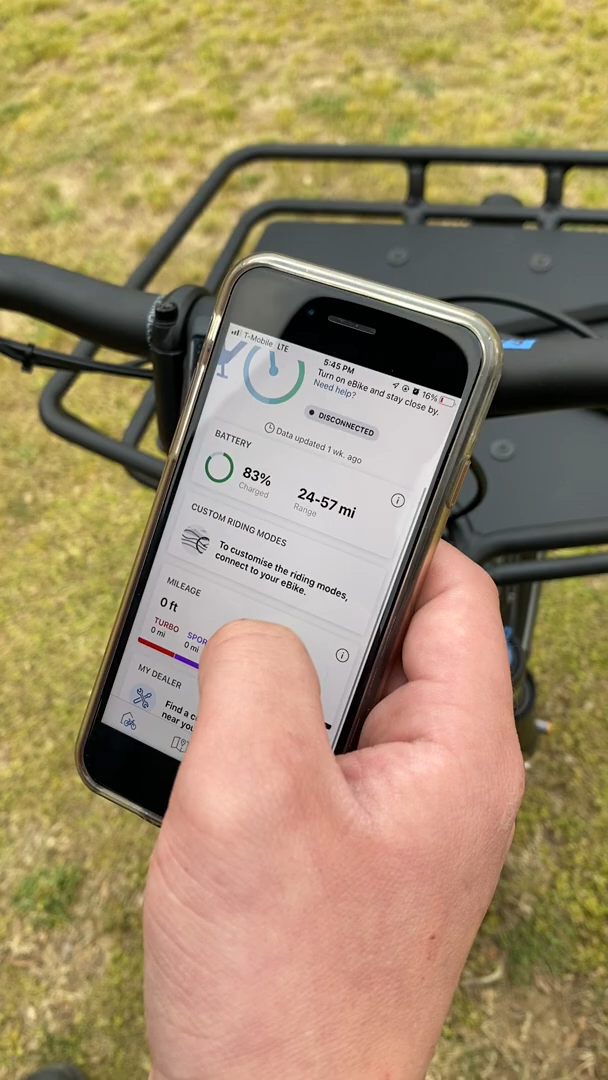 T-Mobile LTE
5:45 PM
16%
Turn on eBike and stay close by.
Need help?
DISCONNECTED
Data updated 1 wk. ago
BATTERY
83%
Charged
24-57 mi
Range
CUSTOM RIDING MODES
To customise the riding modes,
connect to your eBike.
MILEAGE
0 ft
TURBO
0 mi
0 mi
MY DEALER
Find a
near